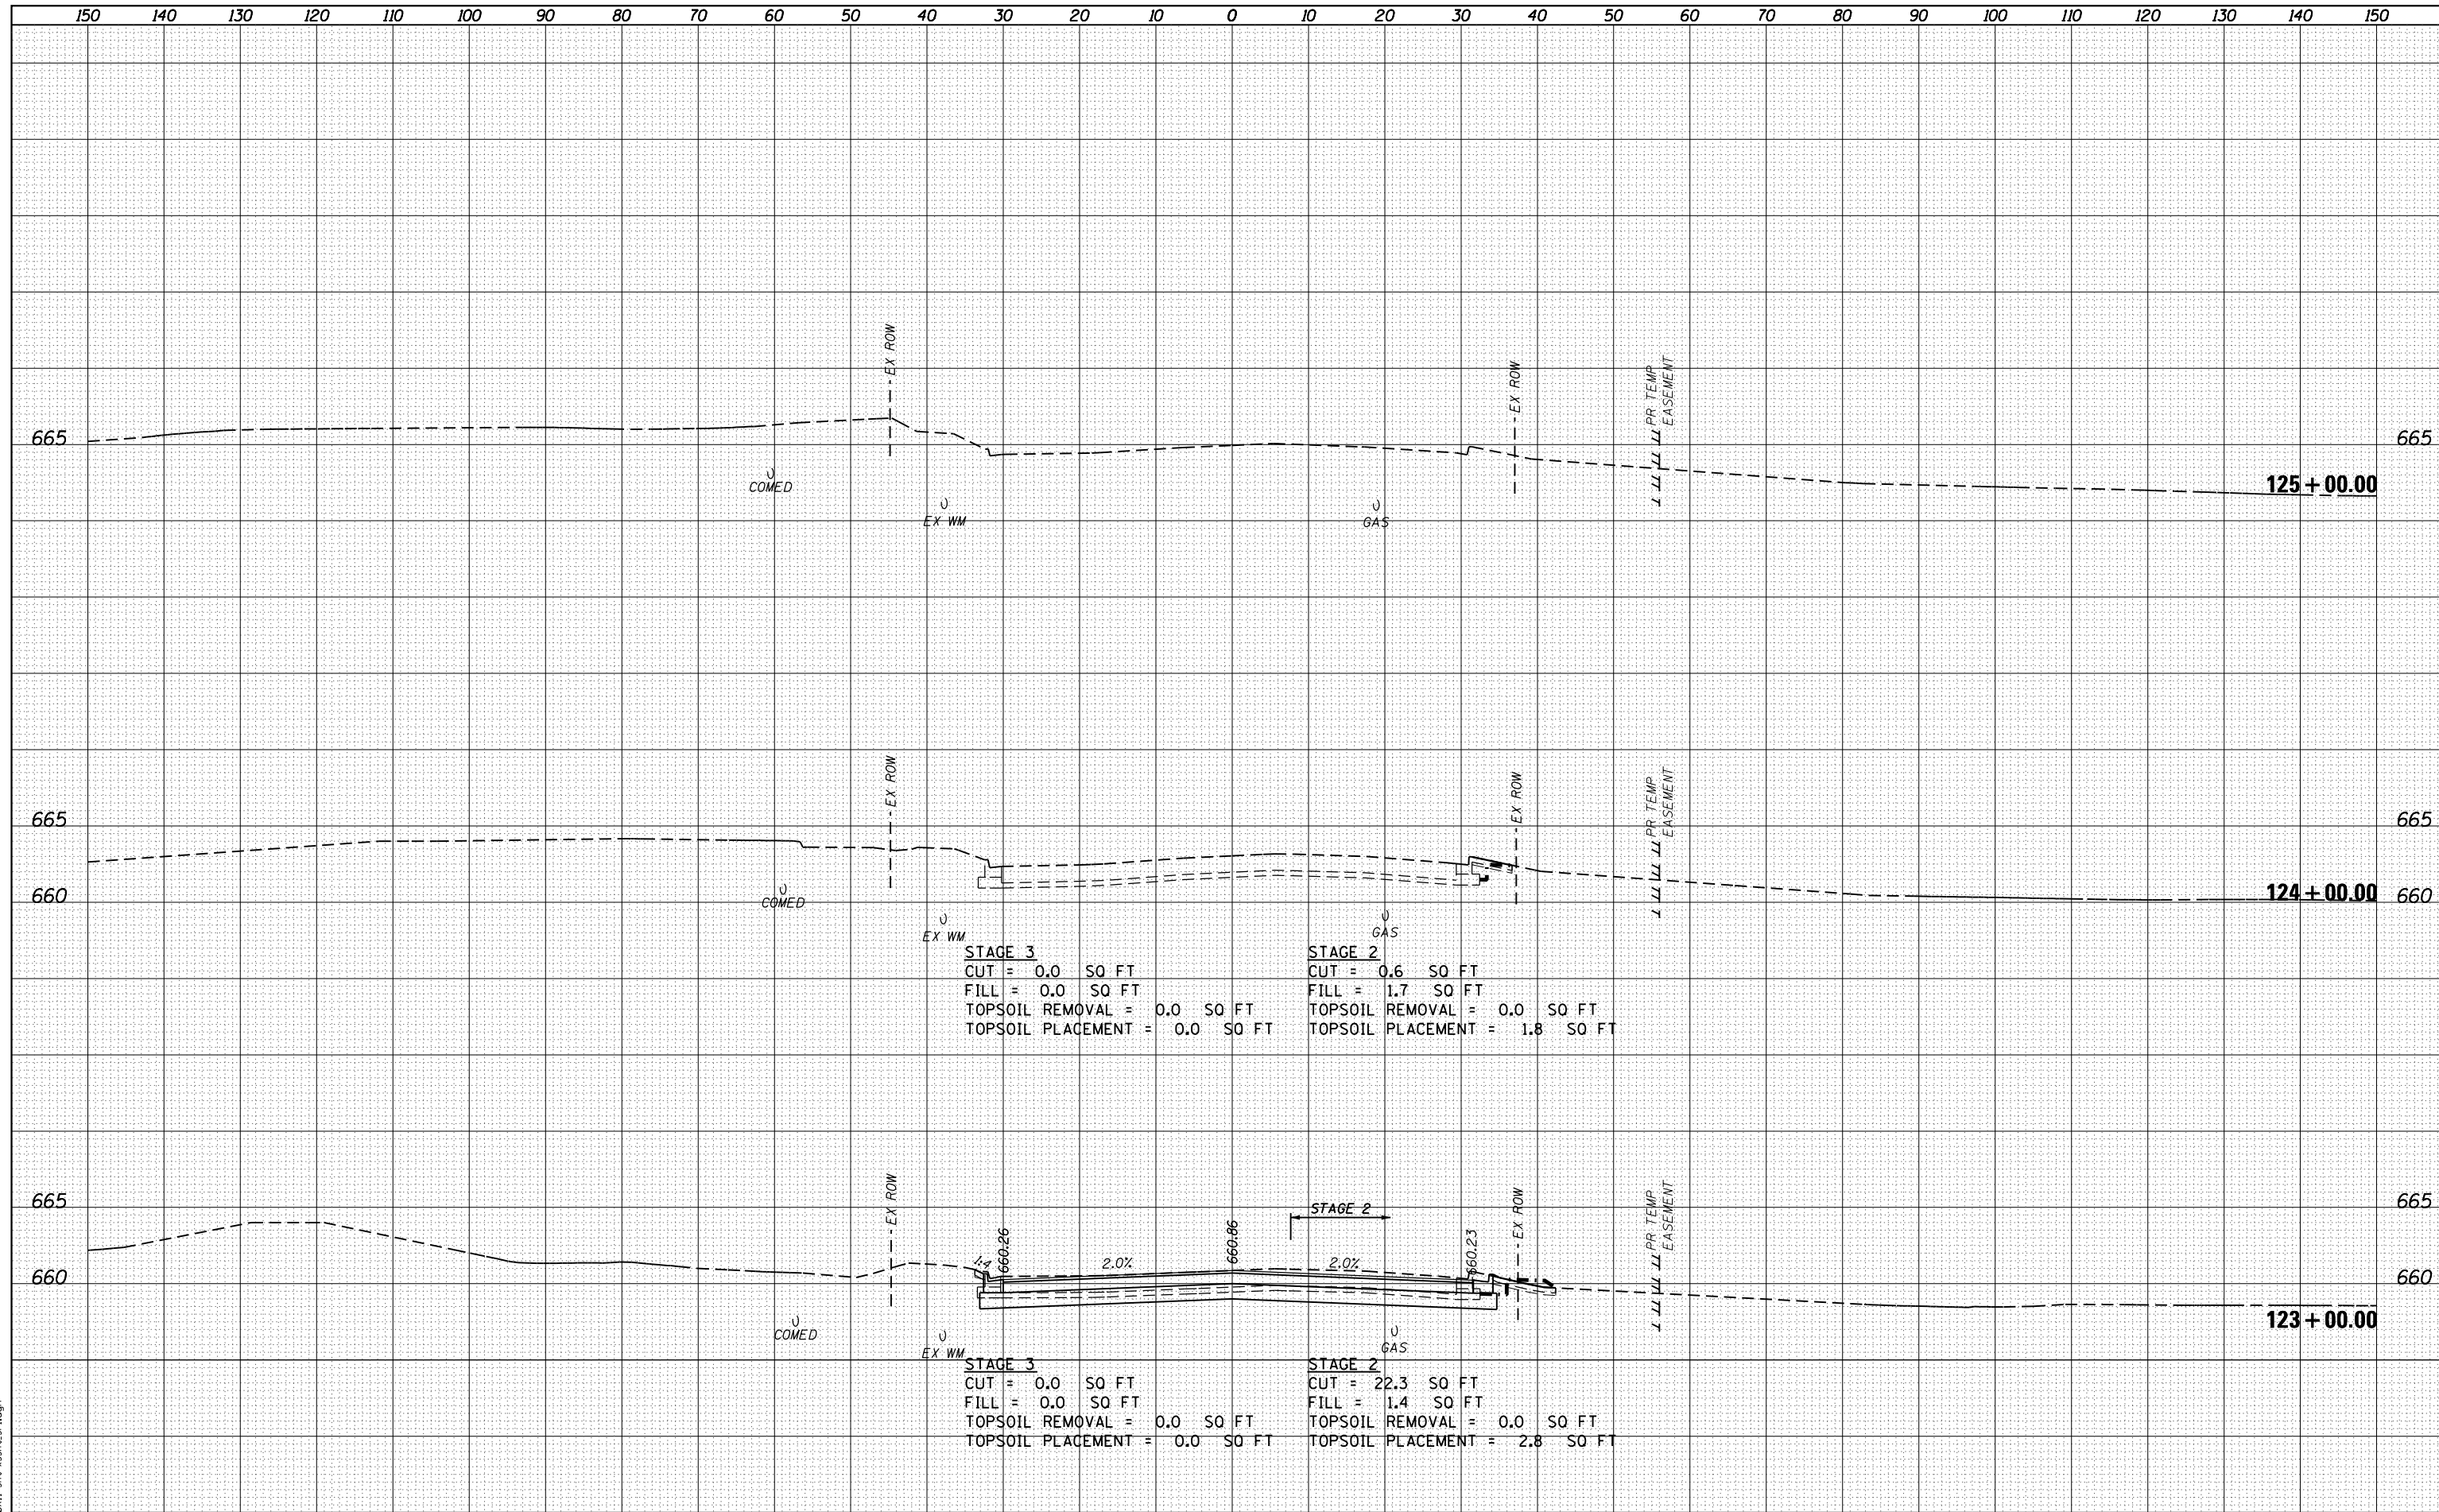 150 140 130 120 110 100 90 80 70 60 50 40 30 20 10 0 10 20 30 40 50 60 70 80 90 100 110 120 130 140 150
EX ROW
EX ROW
PR TEMP
EASEMENT
665
665
COMED
EX WM
GAS
125+00.00
EX ROW
EX ROW
PR TEMP
EASEMENT
665
665
660
COMED
EX WM
GAS
124+00.00
660
STAGE 3
CUT = 0.0 SQ FT
FILL = 0.0 SQ FT
TOPSOIL REMOVAL = 0.0 SQ FT
TOPSOIL PLACEMENT = 0.0 SQ FT
STAGE 2
CUT = 0.6 SQ FT
FILL = 1.7 SQ FT
TOPSOIL REMOVAL = 0.0 SQ FT
TOPSOIL PLACEMENT = 1.8 SQ FT
EX ROW
EX ROW
PR TEMP
EASEMENT
665
665
STAGE 2
660.26
660.86
660.23
1:4
2.0%
2.0%
660
660
COMED
EX WM
GAS
123+00.00
STAGE 3
CUT = 0.0 SQ FT
FILL = 0.0 SQ FT
TOPSOIL REMOVAL = 0.0 SQ FT
TOPSOIL PLACEMENT = 0.0 SQ FT
STAGE 2
CUT = 22.3 SQ FT
FILL = 1.4 SQ FT
TOPSOIL REMOVAL = 0.0 SQ FT
TOPSOIL PLACEMENT = 2.8 SQ FT